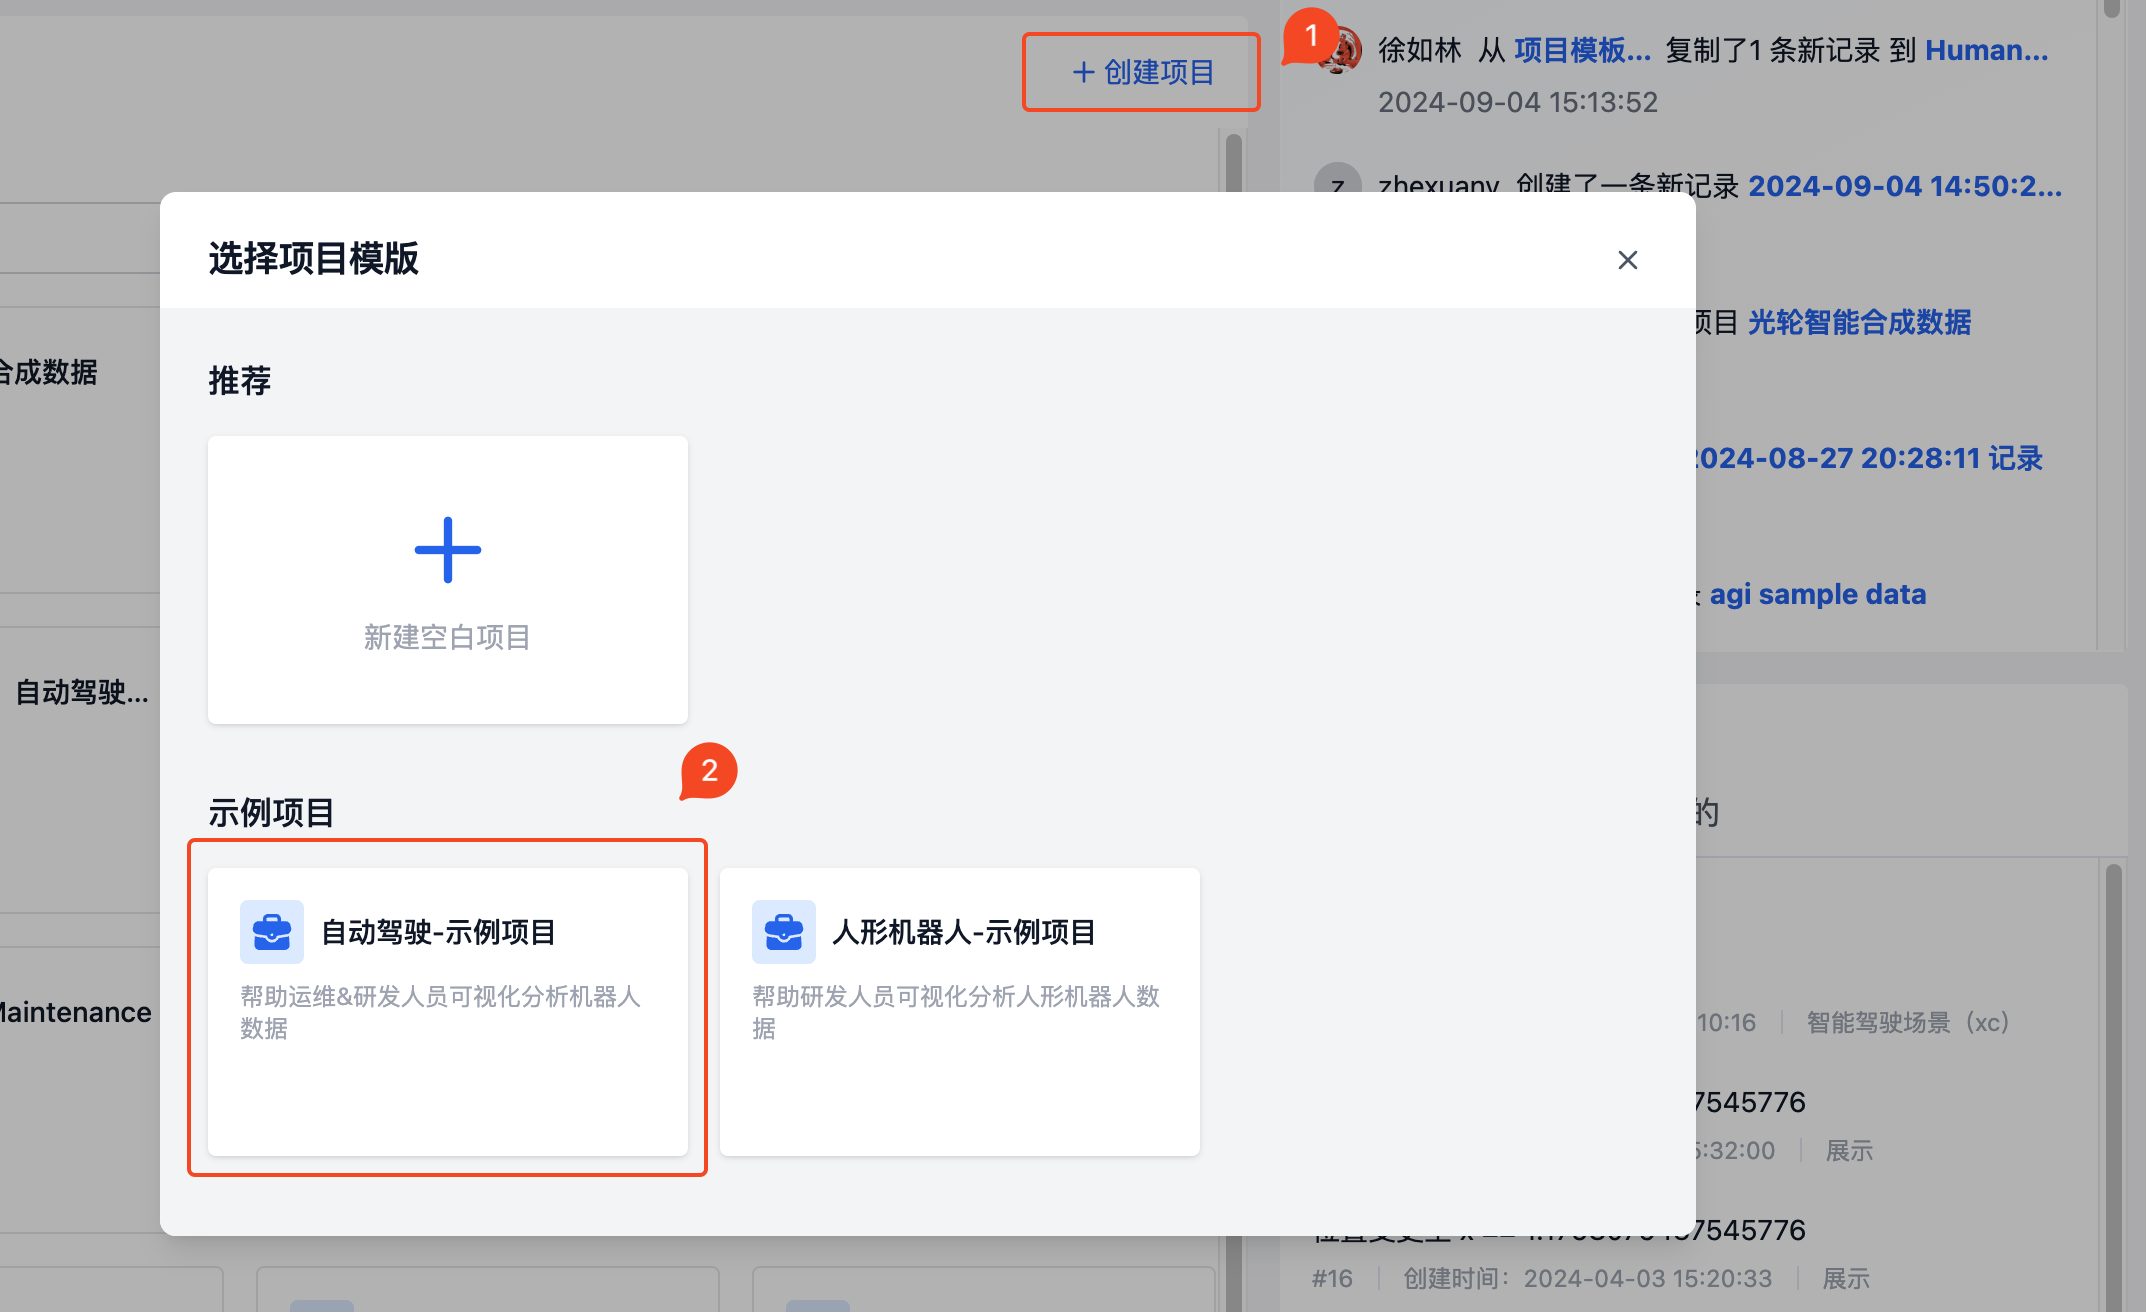 + 创建项目
1
徐如林 从 项目模板... 复制了1 条新记录 到 Human...
2024-09-04 15:13:52
z
zhexuany 创建了一条新记录 2024-09-04 14:50:2...
选择项目模版
项目 光轮智能合成数据
推荐
合成数据
2024-08-27 20:28:11 记录
agi sample data
新建空白项目
自动驾驶...
2
示例项目
的
自动驾驶-示例项目
帮助运维&研发人员可视化分析机器人
数据
人形机器人-示例项目
帮助研发人员可视化分析人形机器人数
据
Maintenance
10:16
智能驾驶场景（xc）
7545776
5:32:00
展示
7545776
#16
创建时间：2024-04-03 15:20:33
展示